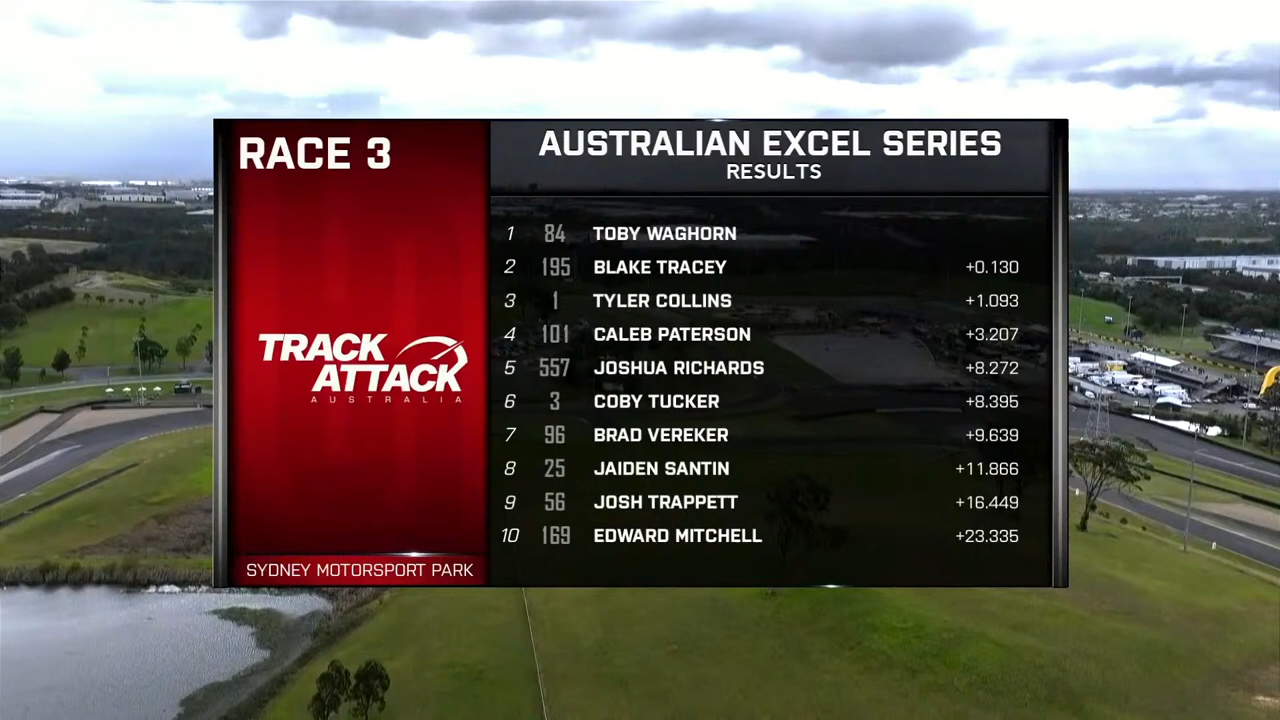 RACE 3
AUSTRALIAN EXCEL SERIES
RESULTS
1 84 TOBY WAGHORN
2 195 BLAKE TRACEY +0.130
3 1 TYLER COLLINS +1.093
4 101 CALEB PATERSON +3.207
5 557 JOSHUA RICHARDS +8.272
6 3 COBY TUCKER +8.395
7 96 BRAD VEREKER +9.639
8 25 JAIDEN SANTIN +11.866
9 56 JOSH TRAPPETT +16.449
10 169 EDWARD MITCHELL +23.335
TRACK
ATTACK
AUSTRALIA
SYDNEY MOTORSPORT PARK